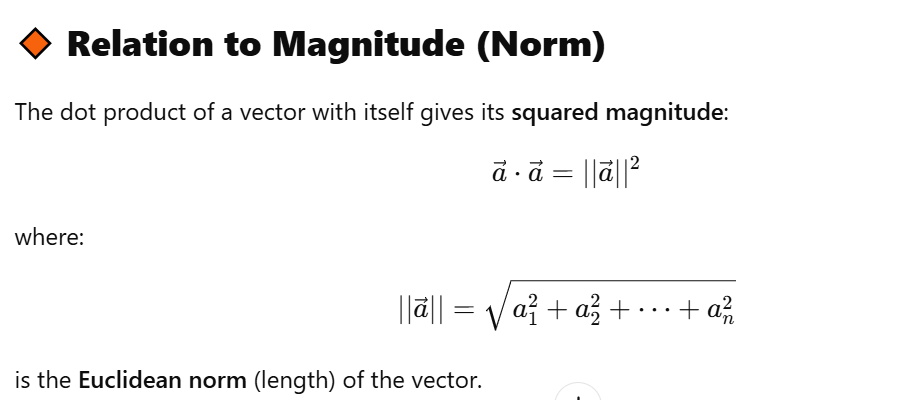 🔶 Relation to Magnitude (Norm)
The dot product of a vector with itself gives its squared magnitude:
$\vec{a} \cdot \vec{a} = ||\vec{a}||^2$
where:
$||\vec{a}|| = \sqrt{a_1^2 + a_2^2 + \cdots + a_n^2}$
is the Euclidean norm (length) of the vector.